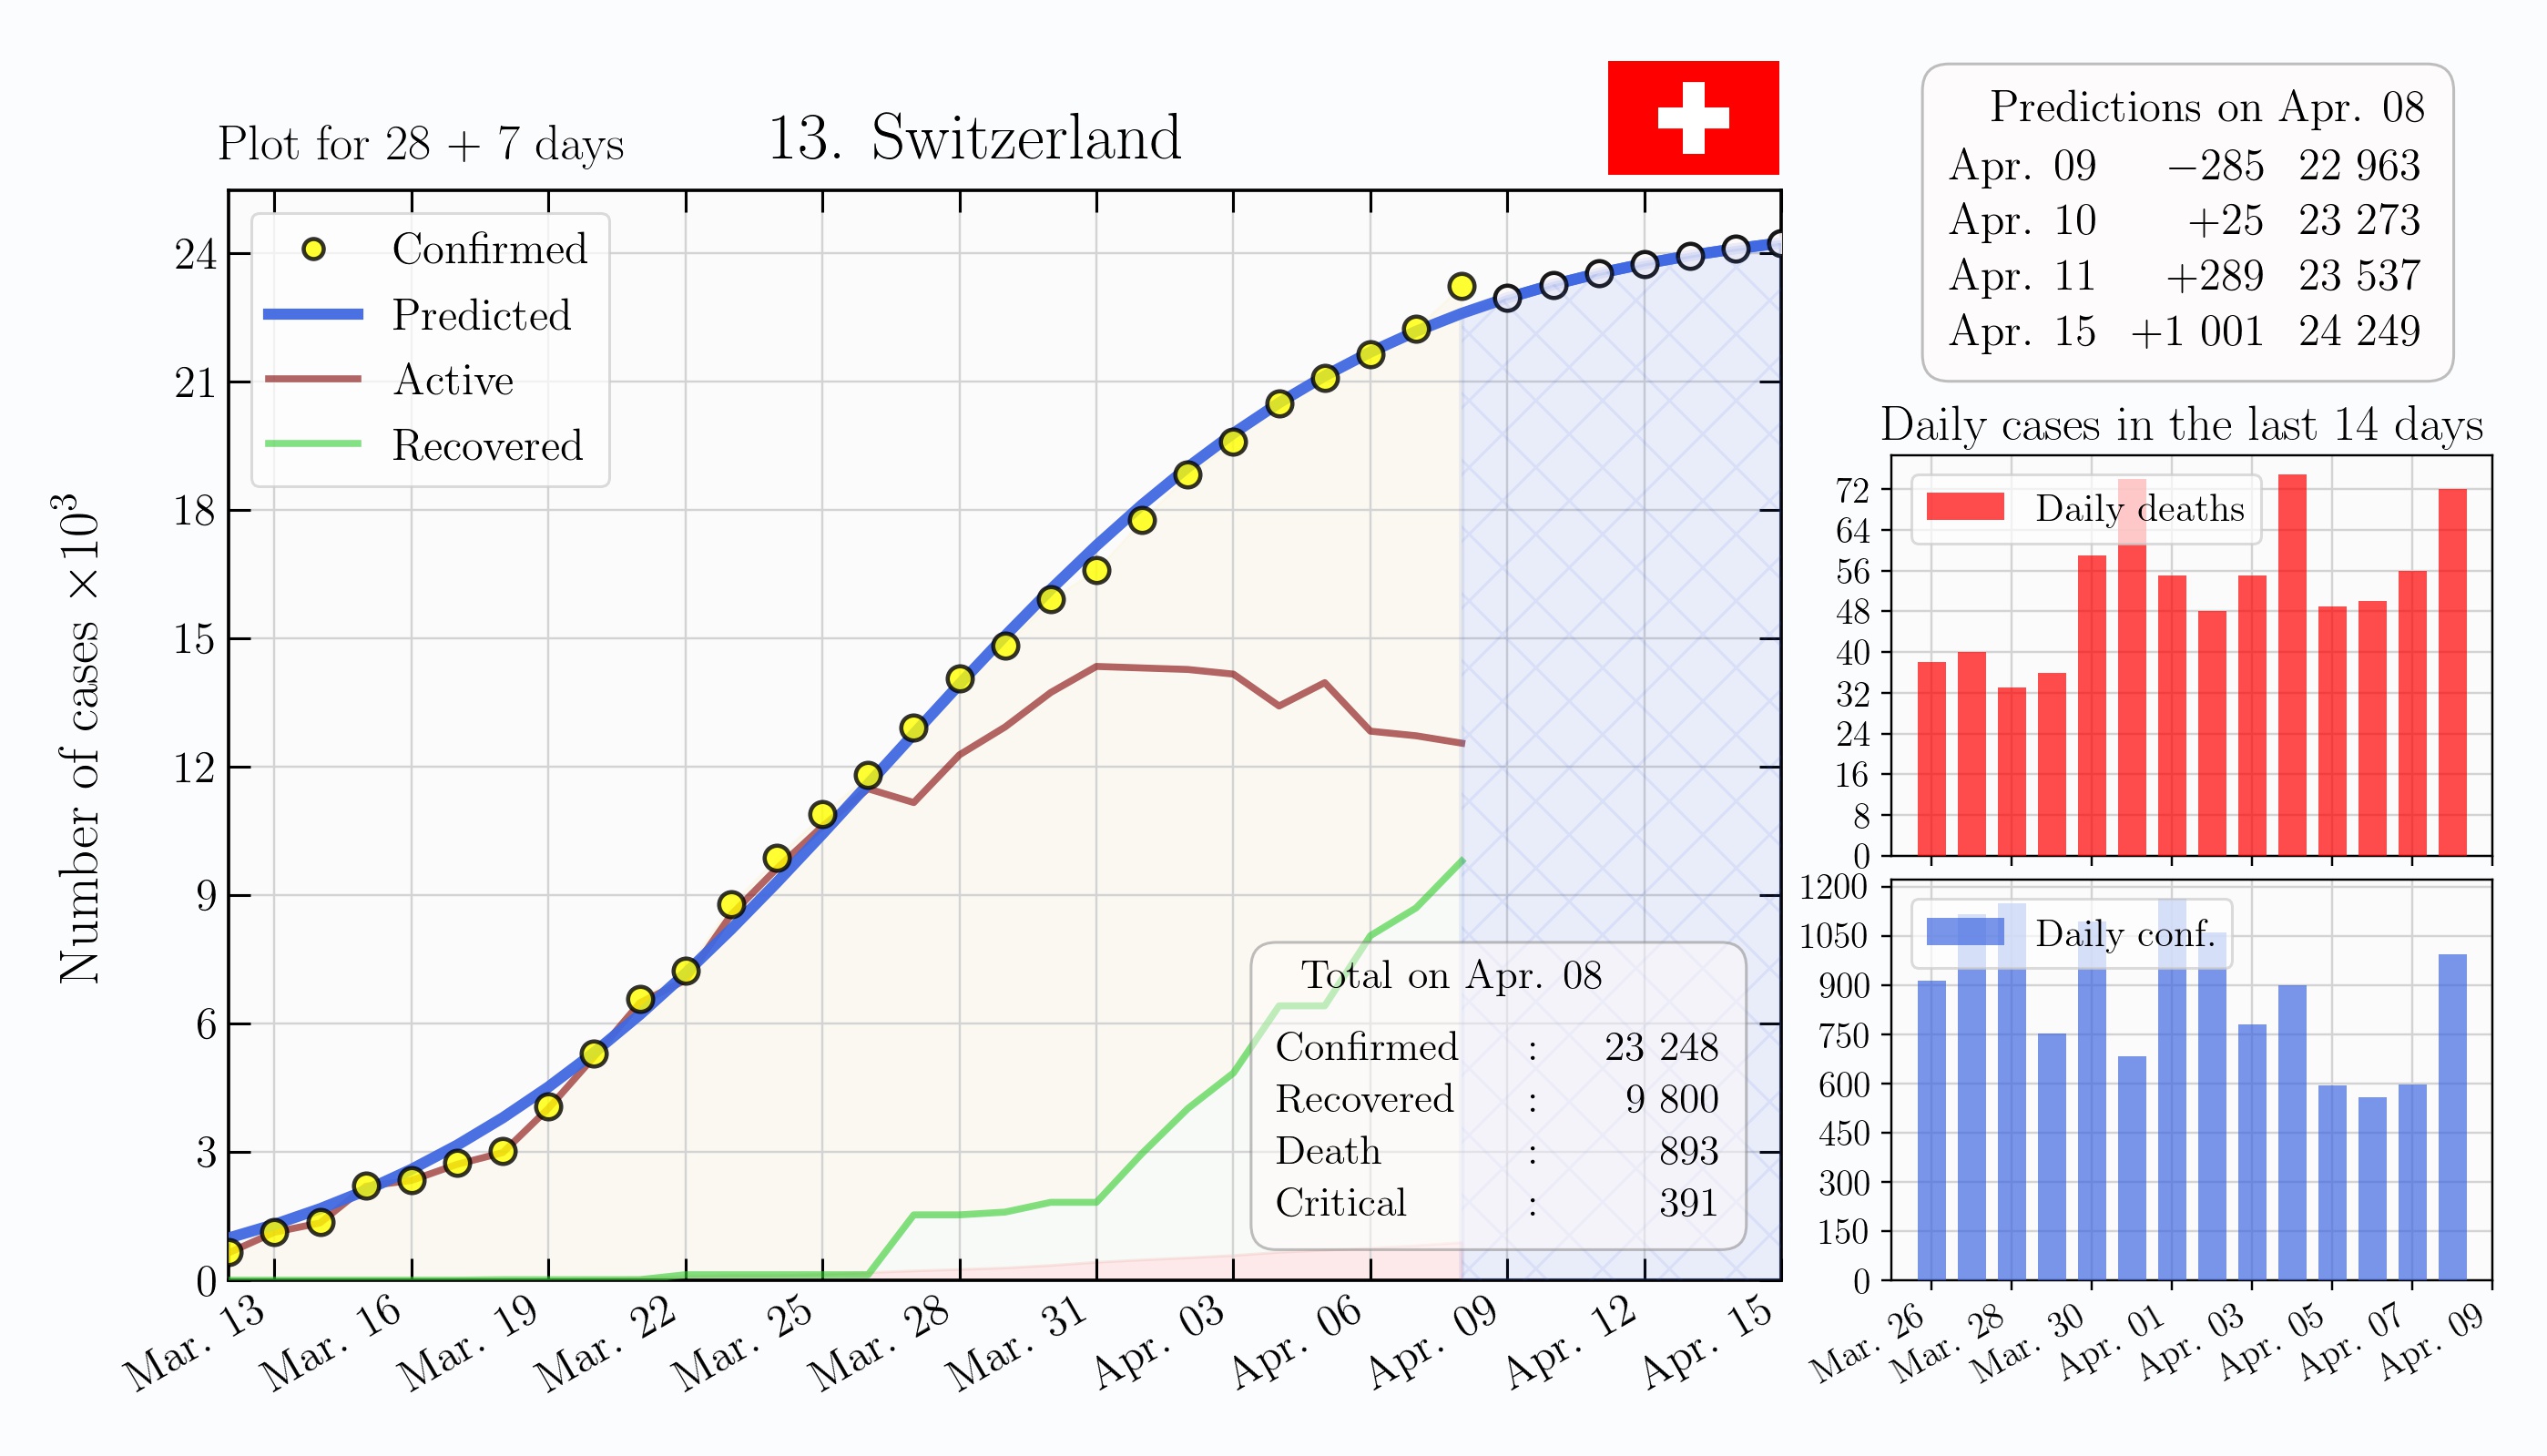 Plot for 28 + 7 days
13. Switzerland
Number of cases ×10³
24
21
18
15
12
9
6
3
0
Confirmed
Predicted
Active
Recovered
Total on Apr. 08
Confirmed : 23 248
Recovered : 9 800
Death : 893
Critical : 391
Mar. 13
Mar. 16
Mar. 19
Mar. 22
Mar. 25
Mar. 28
Mar. 31
Apr. 03
Apr. 06
Apr. 09
Apr. 12
Apr. 15
Predictions on Apr. 08
Apr. 09 −285 22 963
Apr. 10 +25 23 273
Apr. 11 +289 23 537
Apr. 15 +1 001 24 249
Daily cases in the last 14 days
72
64
56
48
40
32
24
16
8
0
Daily deaths
1200
1050
900
750
600
450
300
150
0
Daily conf.
Mar. 26
Mar. 28
Mar. 30
Apr. 01
Apr. 03
Apr. 05
Apr. 07
Apr. 09